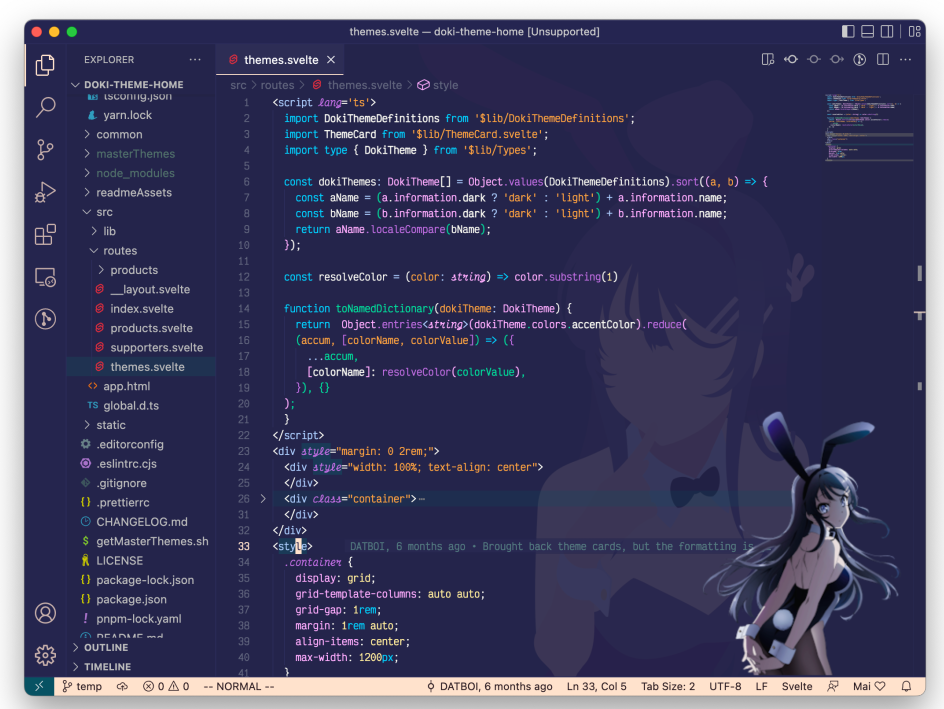 themes.svelte — doki-theme-home [Unsupported]
EXPLORER
DOKI-THEME-HOME
tsconfig.json
yarn.lock
common
masterThemes
node_modules
readmeAssets
src
lib
routes
products
__layout.svelte
index.svelte
products.svelte
supporters.svelte
themes.svelte
app.html
TS global.d.ts
static
.editorconfig
.eslintrc.cjs
.gitignore
{} .prettierrc
CHANGELOG.md
$ getMasterThemes.sh
LICENSE
{} package-lock.json
{} package.json
! pnpm-lock.yaml
README.md
OUTLINE
TIMELINE
themes.svelte ×
src > routes > themes.svelte > style
1 <script lang='ts'>
2 import DokiThemeDefinitions from '$lib/DokiThemeDefinitions';
3 import ThemeCard from '$lib/ThemeCard.svelte';
4 import type { DokiTheme } from '$lib/Types';
5
6 const dokiThemes: DokiTheme[] = Object.values(DokiThemeDefinitions).sort((a, b) => {
7 const aName = (a.information.dark ? 'dark' : 'light') + a.information.name;
8 const bName = (b.information.dark ? 'dark' : 'light') + b.information.name;
9 return aName.localeCompare(bName);
10 });
11
12 const resolveColor = (color: string) => color.substring(1)
13
14 function toNamedDictionary(dokiTheme: DokiTheme) {
15 return Object.entries<string>(dokiTheme.colors.accentColor).reduce(
16 (accum, [colorName, colorValue]) => ({
17 ...accum,
18 [colorName]: resolveColor(colorValue),
19 }), {}
20 );
21 }
22 </script>
23 <div style="margin: 0 2rem;">
24 <div style="width: 100%; text-align: center">
25 </div>
26 <div class="container">⋯
31 </div>
32 </div>
33 <style> DATBOI, 6 months ago • Brought back theme cards, but the formatting is
34 .container {
35 display: grid;
36 grid-template-columns: auto auto;
37 grid-gap: 1rem;
38 margin: 1rem auto;
39 align-items: center;
40 max-width: 1200px;
41 }
temp 0 0 -- NORMAL -- DATBOI, 6 months ago Ln 33, Col 5 Tab Size: 2 UTF-8 LF Svelte Mai ♡